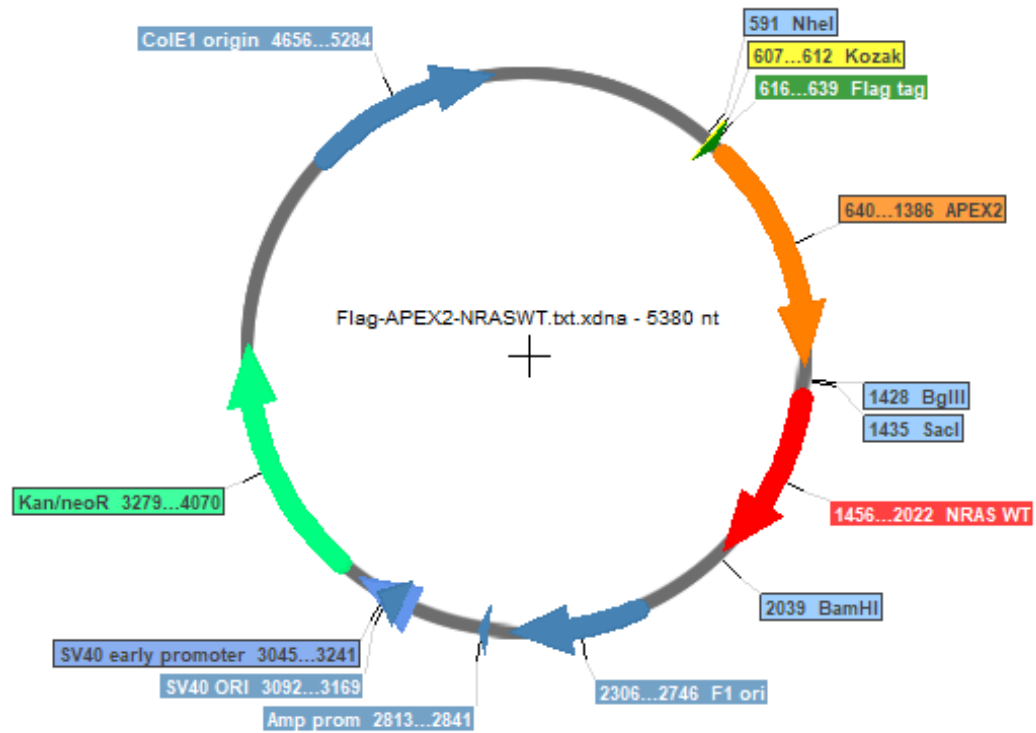 591 NheI
ColE1 origin 4656...5284
607...612 Kozak
616...639 Flag tag
640...1386 APEX2
Flag-APEX2-NRASWT.txt.xdna - 5380 nt
1428 BglII
1435 SacI
Kan/neoR 3279...4070
1456...2022 NRAS WT
2039 BamHI
SV40 early promoter 3045...3241
SV40 ORI 3092...3169
2306...2746 F1 ori
Amp prom 2813...2841